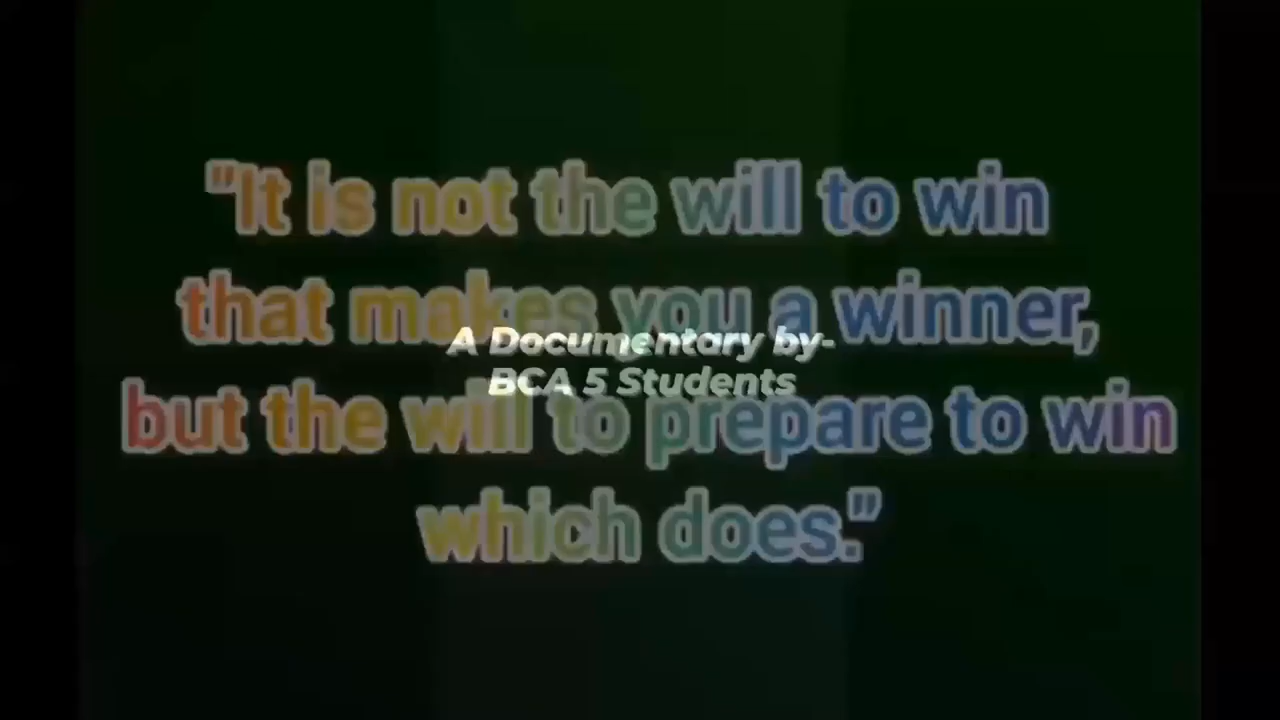 "It is not the will to win
that makes you a winner,
A Documentary by-
BCA 5 Students
but the will to prepare to win
which does."